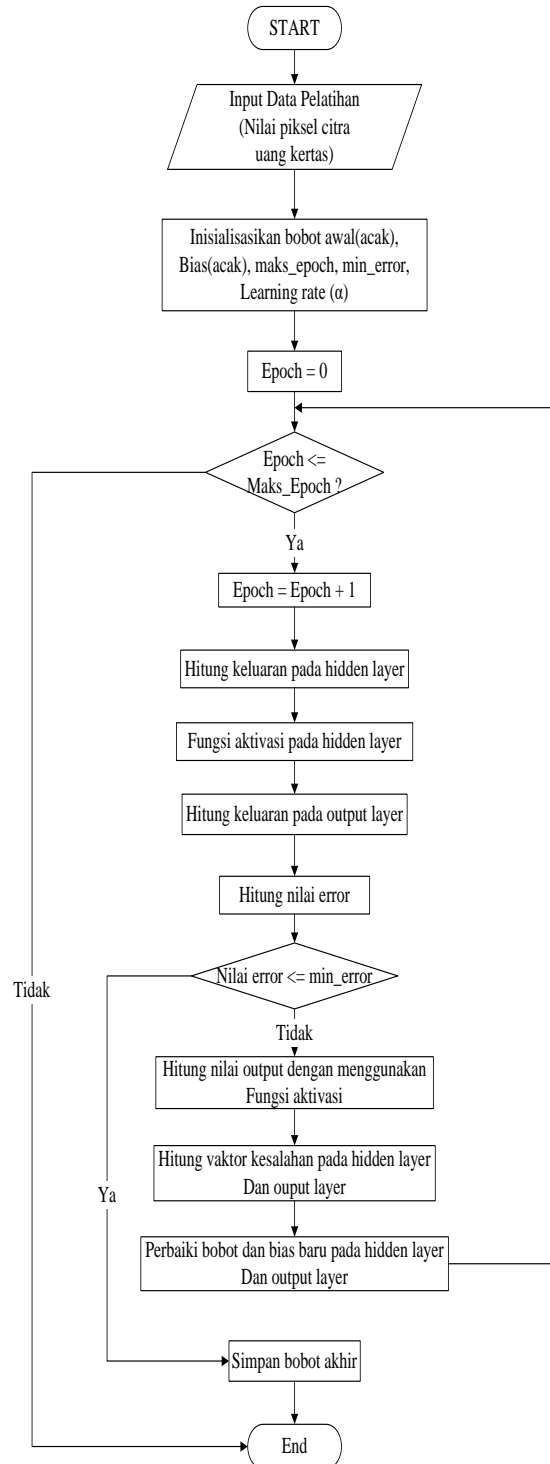 START
Input Data Pelatihan
(Nilai piksel citra
uang kertas)
Inisialisasikan bobot awal(acak),
Bias(acak), maks_epoch, min_error,
Learning rate (α)
Epoch = 0
Epoch <=
Maks_Epoch ?
Ya
Epoch = Epoch + 1
Hitung keluaran pada hidden layer
Fungsi aktivasi pada hidden layer
Hitung keluaran pada output layer
Hitung nilai error
Nilai error <= min_error
Tidak
Tidak
Hitung nilai output dengan menggunakan
Fungsi aktivasi
Hitung vaktor kesalahan pada hidden layer
Dan ouput layer
Ya
Perbaiki bobot dan bias baru pada hidden layer
Dan output layer
Simpan bobot akhir
End